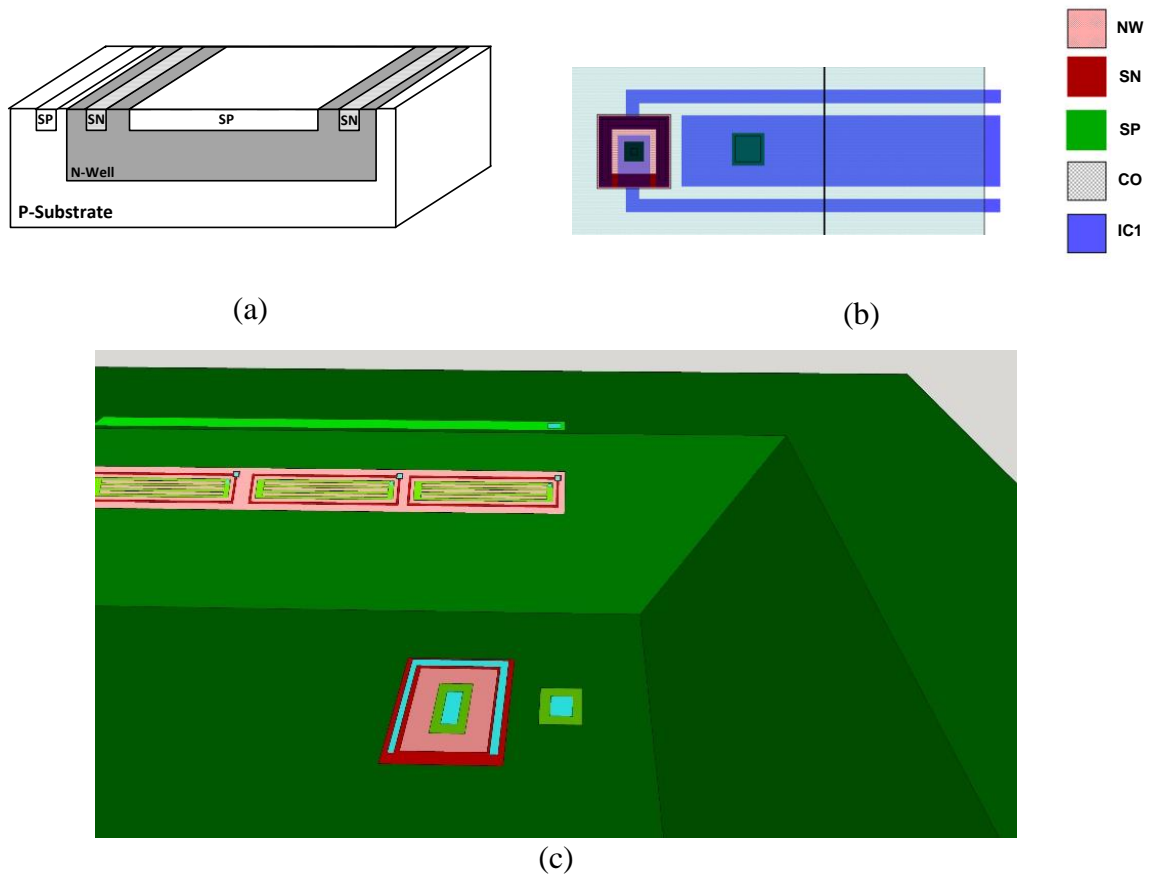 SP
SN
SP
SN
N-Well
P-Substrate
(a)
(b)
NW
SN
SP
CO
IC1
(c)